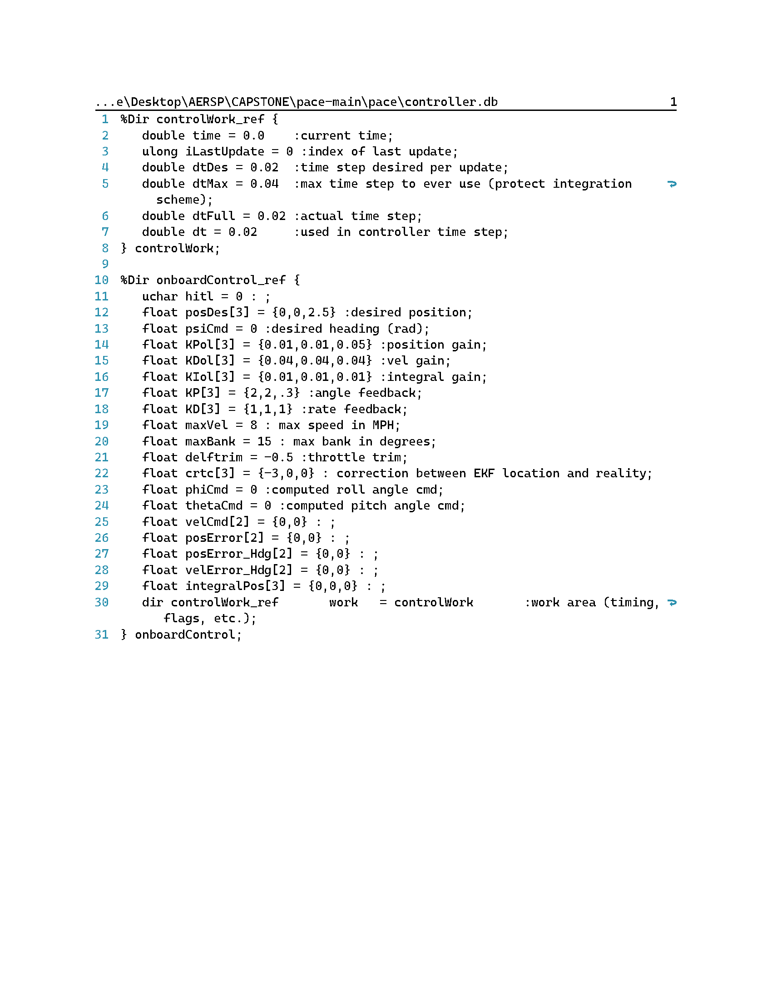 ...e\Desktop\AERSP\CAPSTONE\pace-main\pace\controller.db 1
1 %Dir controlWork_ref {
2    double time = 0.0    :current time;
3    ulong iLastUpdate = 0 :index of last update;
4    double dtDes = 0.02  :time step desired per update;
5    double dtMax = 0.04  :max time step to ever use (protect integration
scheme);
6    double dtFull = 0.02 :actual time step;
7    double dt = 0.02     :used in controller time step;
8 } controlWork;
9
10 %Dir onboardControl_ref {
11    uchar hitl = 0 : ;
12    float posDes[3] = {0,0,2.5} :desired position;
13    float psiCmd = 0 :desired heading (rad);
14    float KPol[3] = {0.01,0.01,0.05} :position gain;
15    float KDol[3] = {0.04,0.04,0.04} :vel gain;
16    float KIol[3] = {0.01,0.01,0.01} :integral gain;
17    float KP[3] = {2,2,.3} :angle feedback;
18    float KD[3] = {1,1,1} :rate feedback;
19    float maxVel = 8 : max speed in MPH;
20    float maxBank = 15 : max bank in degrees;
21    float delftrim = -0.5 :throttle trim;
22    float crtc[3] = {-3,0,0} : correction between EKF location and reality;
23    float phiCmd = 0 :computed roll angle cmd;
24    float thetaCmd = 0 :computed pitch angle cmd;
25    float velCmd[2] = {0,0} : ;
26    float posError[2] = {0,0} : ;
27    float posError_Hdg[2] = {0,0} : ;
28    float velError_Hdg[2] = {0,0} : ;
29    float integralPos[3] = {0,0,0} : ;
30    dir controlWork_ref       work   = controlWork       :work area (timing,
flags, etc.);
31 } onboardControl;